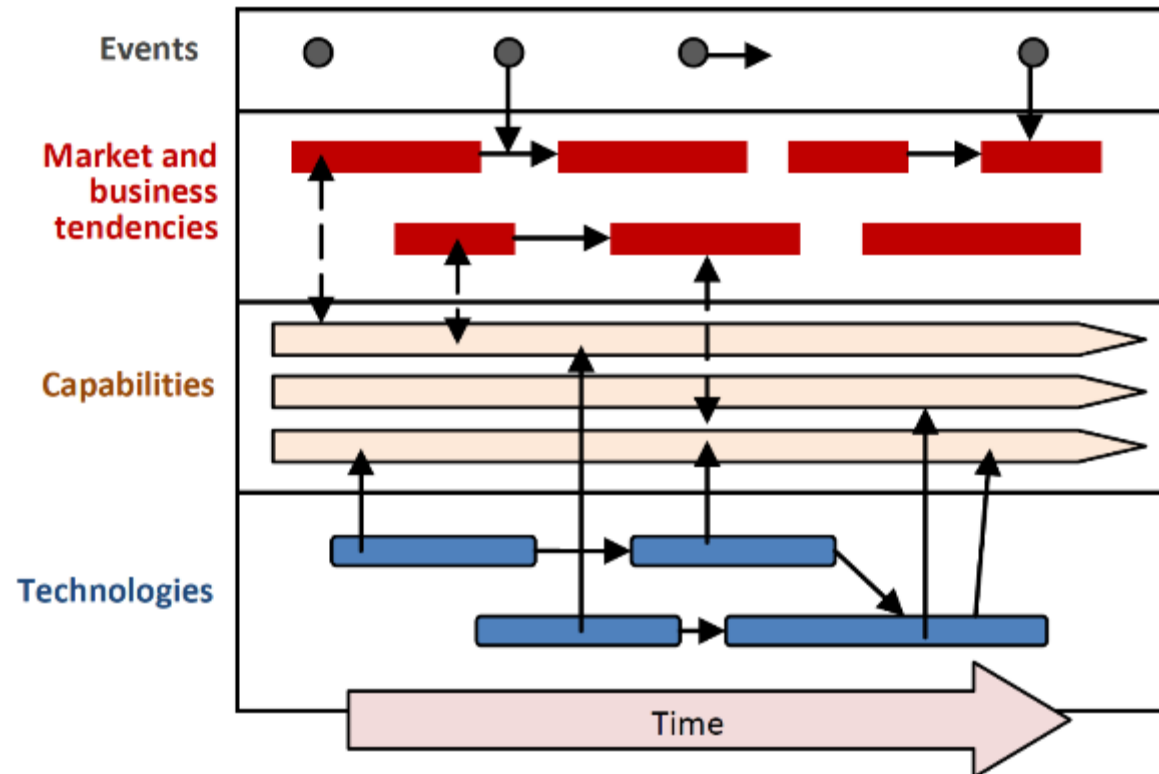 Events
Market and
business
tendencies
Capabilities
Technologies
Time